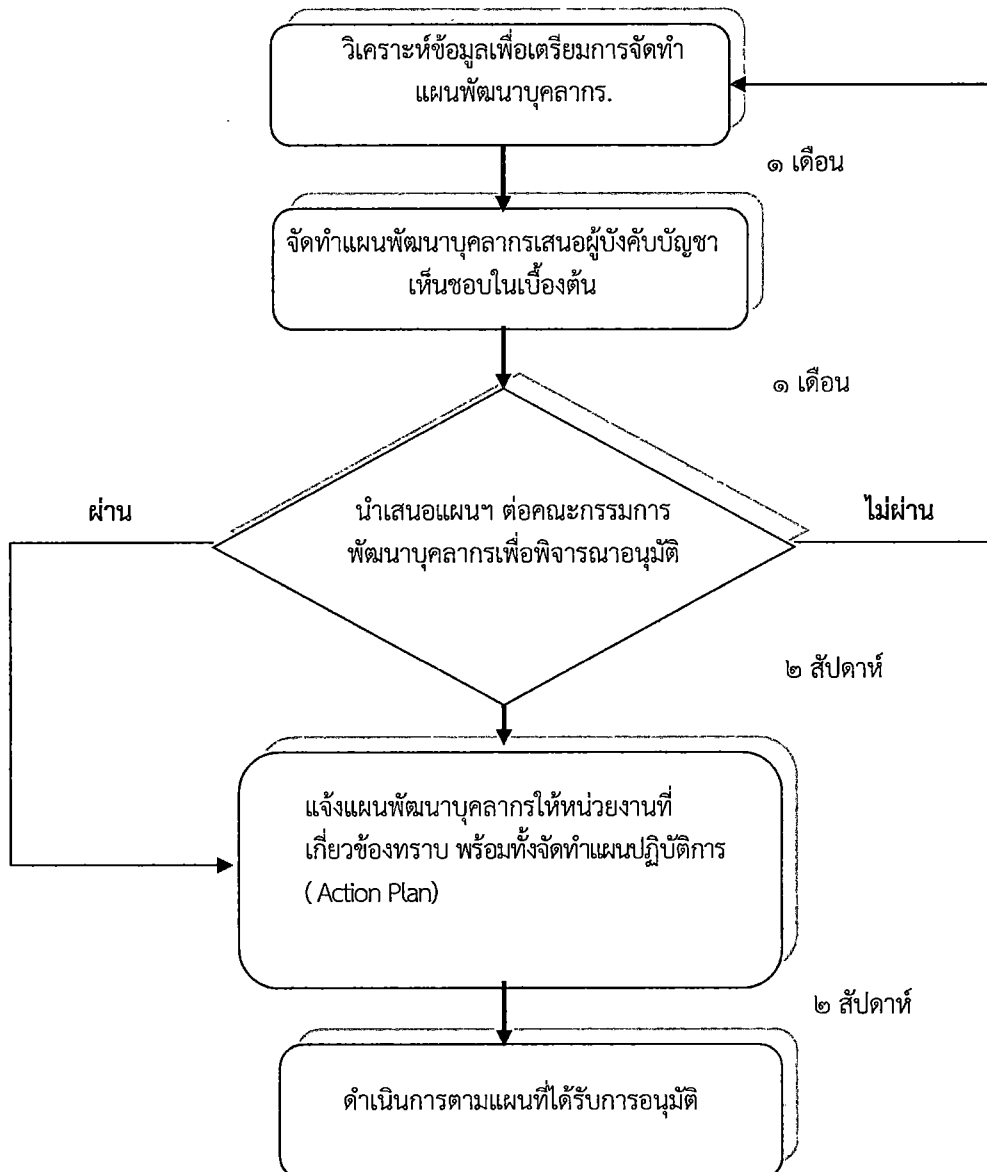 วิเคราะห์ข้อมูลเพื่อเตรียมการจัดทำ
แผนพัฒนาบุคลากร.
๑ เดือน
จัดทำแผนพัฒนาบุคลากรเสนอผู้บังคับบัญชา
เห็นชอบในเบื้องต้น
๑ เดือน
ผ่าน
นำเสนอแผนฯ ต่อคณะกรรมการ
พัฒนาบุคลากรเพื่อพิจารณาอนุมัติ
ไม่ผ่าน
๒ สัปดาห์
แจ้งแผนพัฒนาบุคลากรให้หน่วยงานที่
เกี่ยวข้องทราบ พร้อมทั้งจัดทำแผนปฏิบัติการ
( Action Plan)
๒ สัปดาห์
ดำเนินการตามแผนที่ได้รับการอนุมัติ